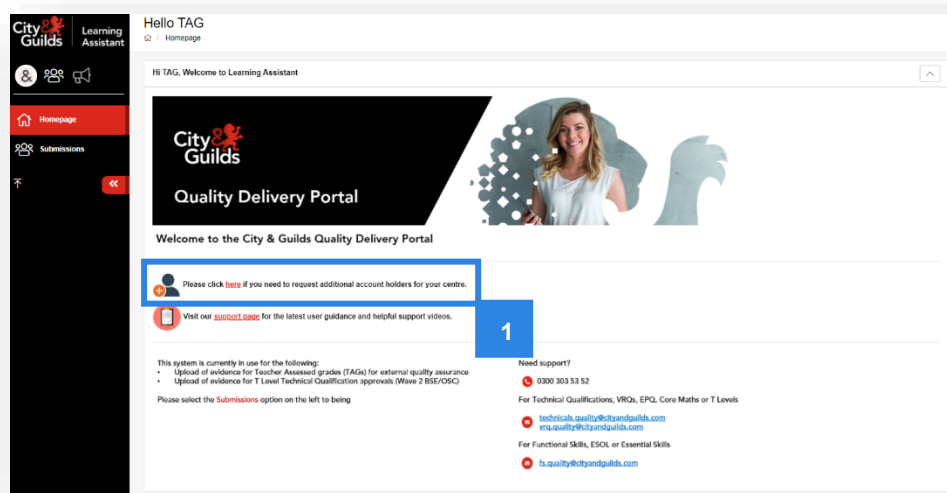 City&
Guilds
Learning
Assistant
Hello TAG
/ Homepage
&
Hi TAG, Welcome to Learning Assistant
Homepage
Submissions
City&
Guilds
Quality Delivery Portal
Welcome to the City & Guilds Quality Delivery Portal
Please click here if you need to request additional account holders for your centre.
Visit our support page for the latest user guidance and helpful support videos.
1
This system is currently in use for the following:
• Upload of evidence for Teacher Assessed grades (TAGs) for external quality assurance
• Upload of evidence for T Level Technical Qualification approvals (Wave 2 BSE/OSC)
Please select the Submissions option on the left to being
Need support?
0300 303 53 52
For Technical Qualifications, VRQs, EPQ, Core Maths or T Levels
technicals.quality@cityandguilds.com
vrq.quality@cityandguilds.com
For Functional Skills, ESOL or Essential Skills
fs.quality@cityandguilds.com